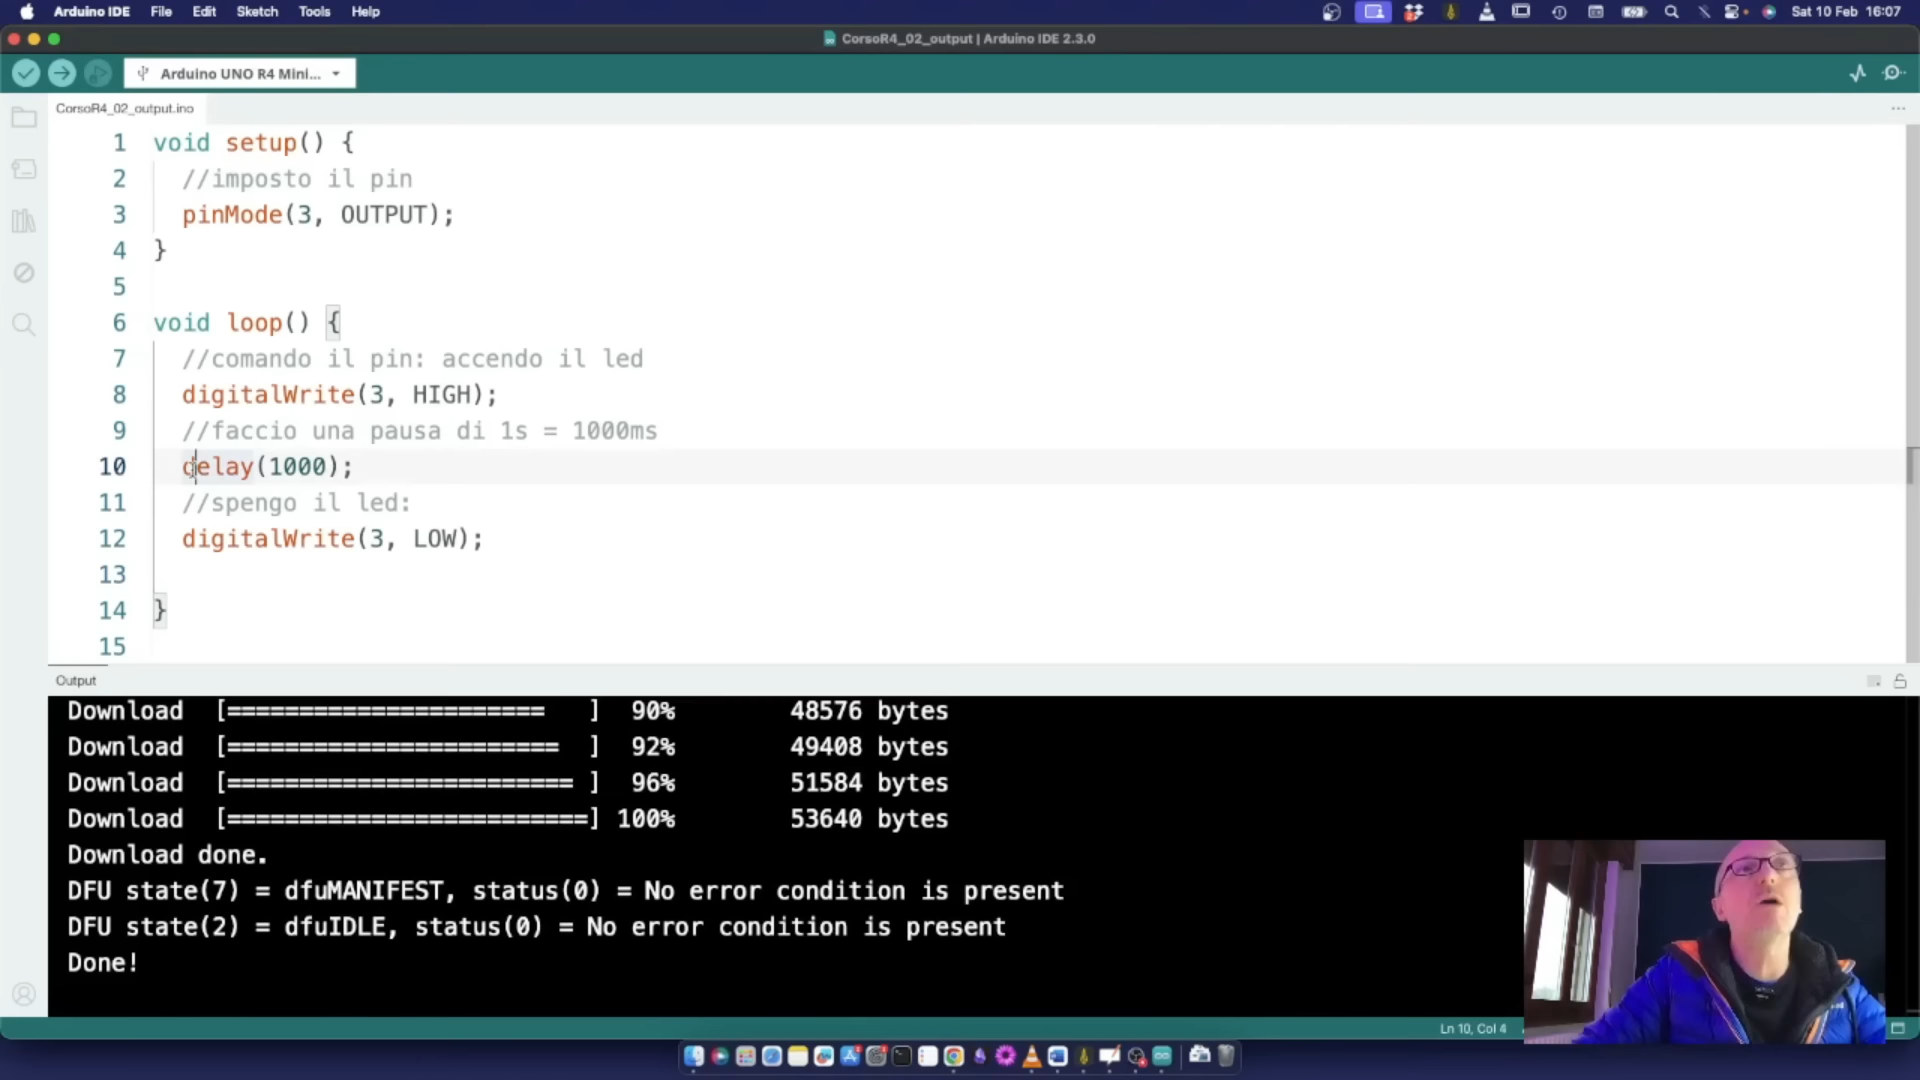 Arduino IDE File Edit Sketch Tools Help
Sat 10 Feb 16:07
CorsoR4_02_output | Arduino IDE 2.3.0
Arduino UNO R4 Mini...
CorsoR4_02_output.ino
1 void setup() {
2 //imposto il pin
3 pinMode(3, OUTPUT);
4 }
5
6 void loop() {
7 //comando il pin: accendo il led
8 digitalWrite(3, HIGH);
9 //faccio una pausa di 1s = 1000ms
10 delay(1000);
11 //spengo il led:
12 digitalWrite(3, LOW);
13
14 }
15
Output
Download [====================== ] 90% 48576 bytes
Download [======================= ] 92% 49408 bytes
Download [======================== ] 96% 51584 bytes
Download [=========================] 100% 53640 bytes
Download done.
DFU state(7) = dfuMANIFEST, status(0) = No error condition is present
DFU state(2) = dfuIDLE, status(0) = No error condition is present
Done!
Ln 10, Col 4